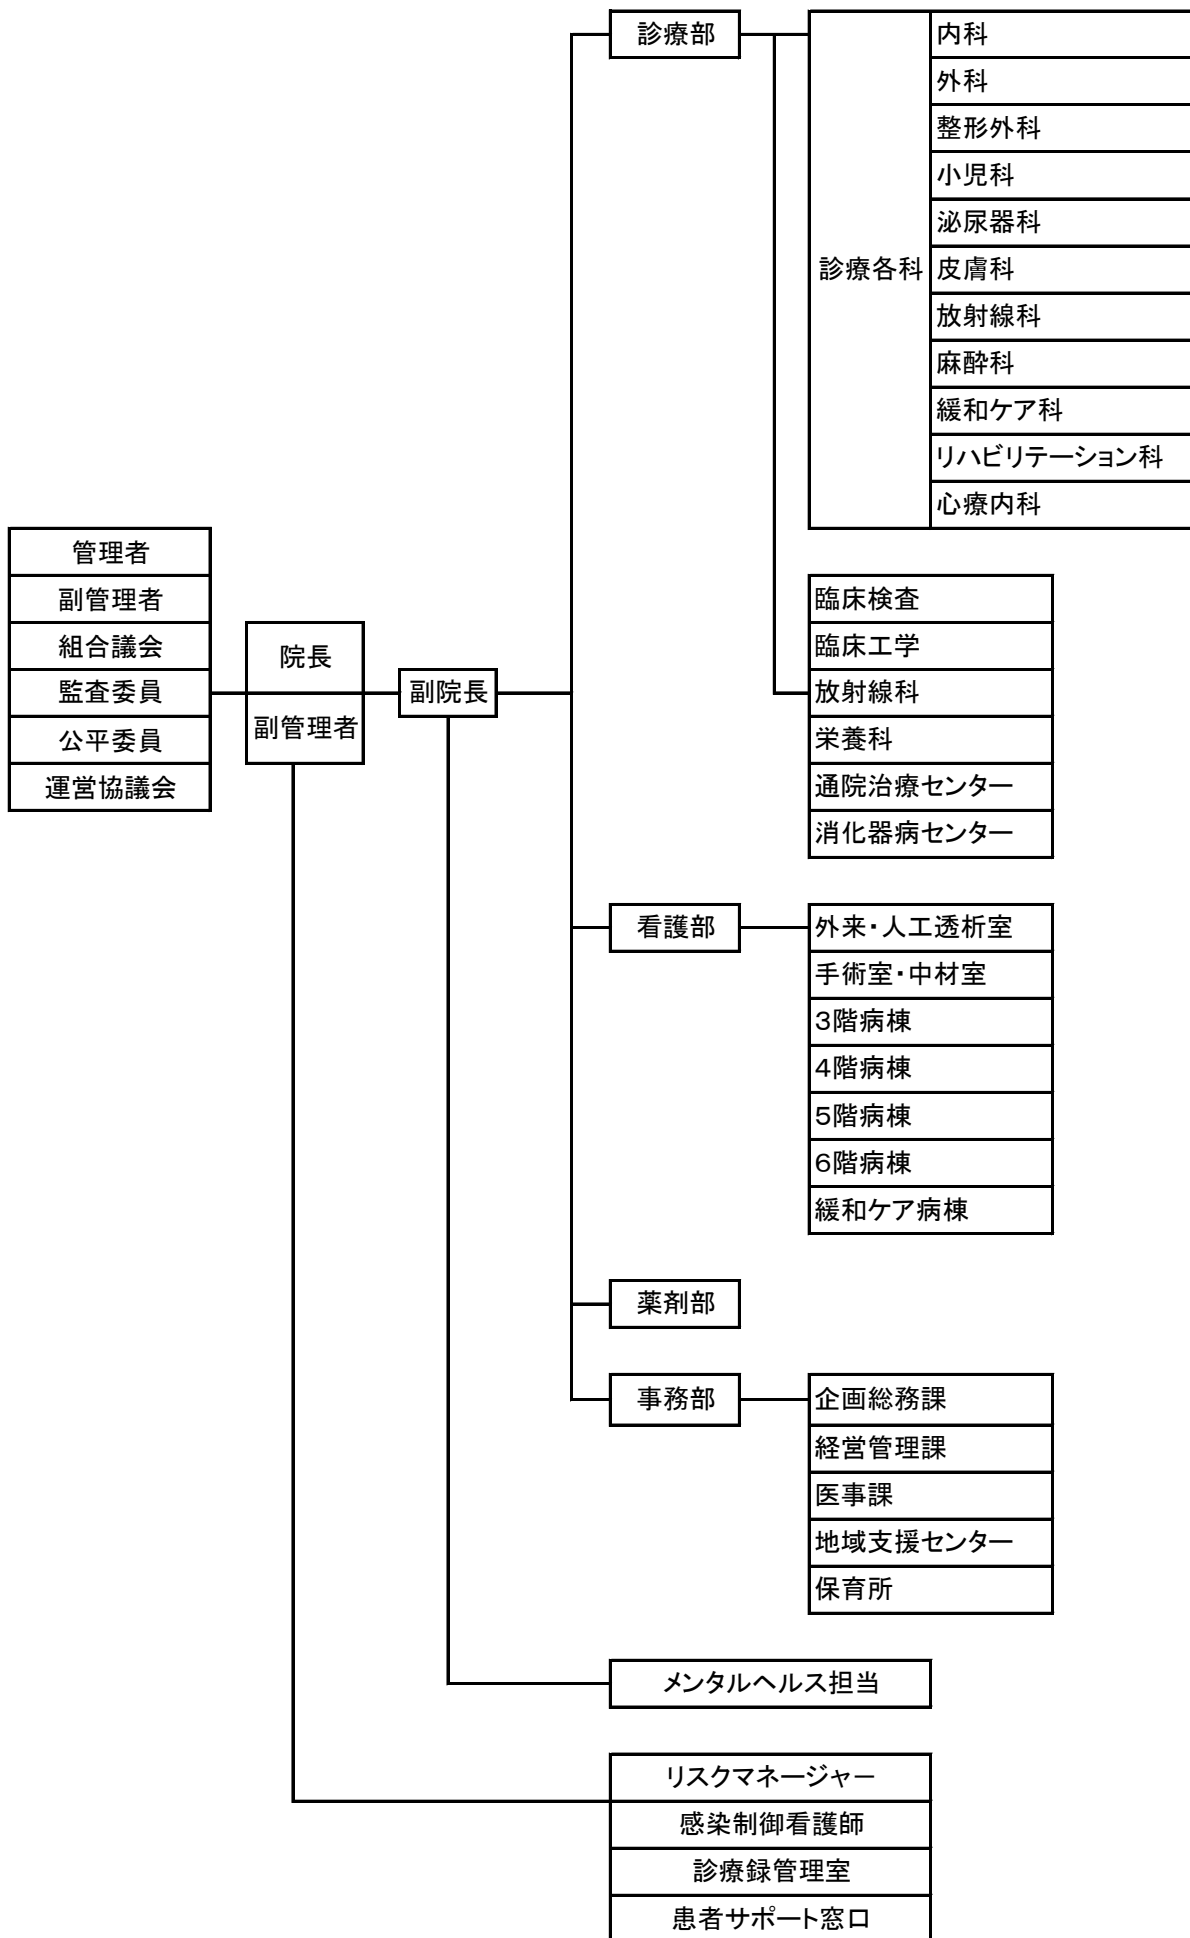 管理者
副管理者
組合議会
監査委員
公平委員
運営協議会
院長
副管理者
副院長
診療部
診療各科
内科
外科
整形外科
小児科
泌尿器科
皮膚科
放射線科
麻酔科
緩和ケア科
リハビリテーション科
心療内科
臨床検査
臨床工学
放射線科
栄養科
通院治療センター
消化器病センター
看護部
外来・人工透析室
手術室・中材室
3階病棟
4階病棟
5階病棟
6階病棟
緩和ケア病棟
薬剤部
事務部
企画総務課
経営管理課
医事課
地域支援センター
保育所
メンタルヘルス担当
リスクマネージャー
感染制御看護師
診療録管理室
患者サポート窓口